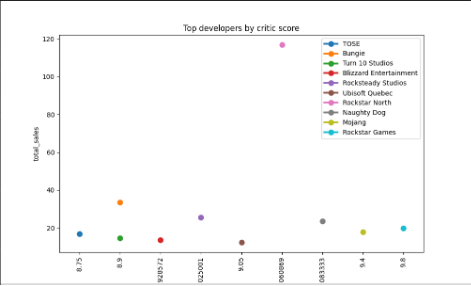 Top developers by critic score
120
100
80
60
40
20
total_sales
TOSE
Bungie
Turn 10 Studios
Blizzard Entertainment
Rocksteady Studios
Ubisoft Quebec
Rockstar North
Naughty Dog
Mojang
Rockstar Games
8.75
8.9
928572
025001
9.05
060869
083333
9.4
9.8